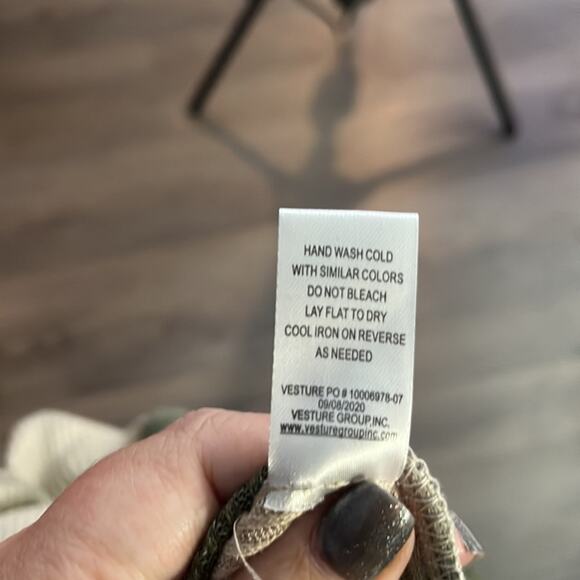 HAND WASH COLD
WITH SIMILAR COLORS
DO NOT BLEACH
LAY FLAT TO DRY
COOL IRON ON REVERSE
AS NEEDED
VESTURE PO # 10006978-07
09/08/2020
VESTURE GROUP,INC.
www.vesturegroupinc.com